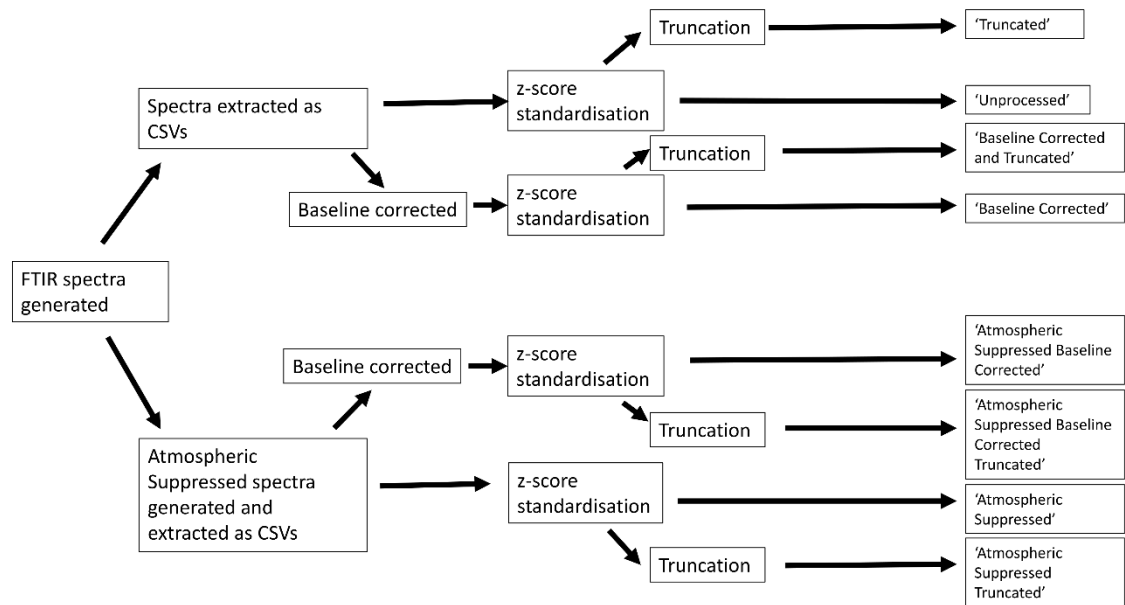 Truncation
‘Truncated’
Spectra extracted as
CSVs
z-score
standardisation
‘Unprocessed’
Truncation
‘Baseline Corrected
and Truncated’
Baseline corrected
z-score
standardisation
‘Baseline Corrected’
FTIR spectra
generated
Baseline corrected
z-score
standardisation
‘Atmospheric
Suppressed Baseline
Corrected’
Truncation
‘Atmospheric
Suppressed Baseline
Corrected
Truncated’
Atmospheric
Suppressed spectra
generated and
extracted as CSVs
z-score
standardisation
‘Atmospheric
Suppressed’
Truncation
‘Atmospheric
Suppressed
Truncated’